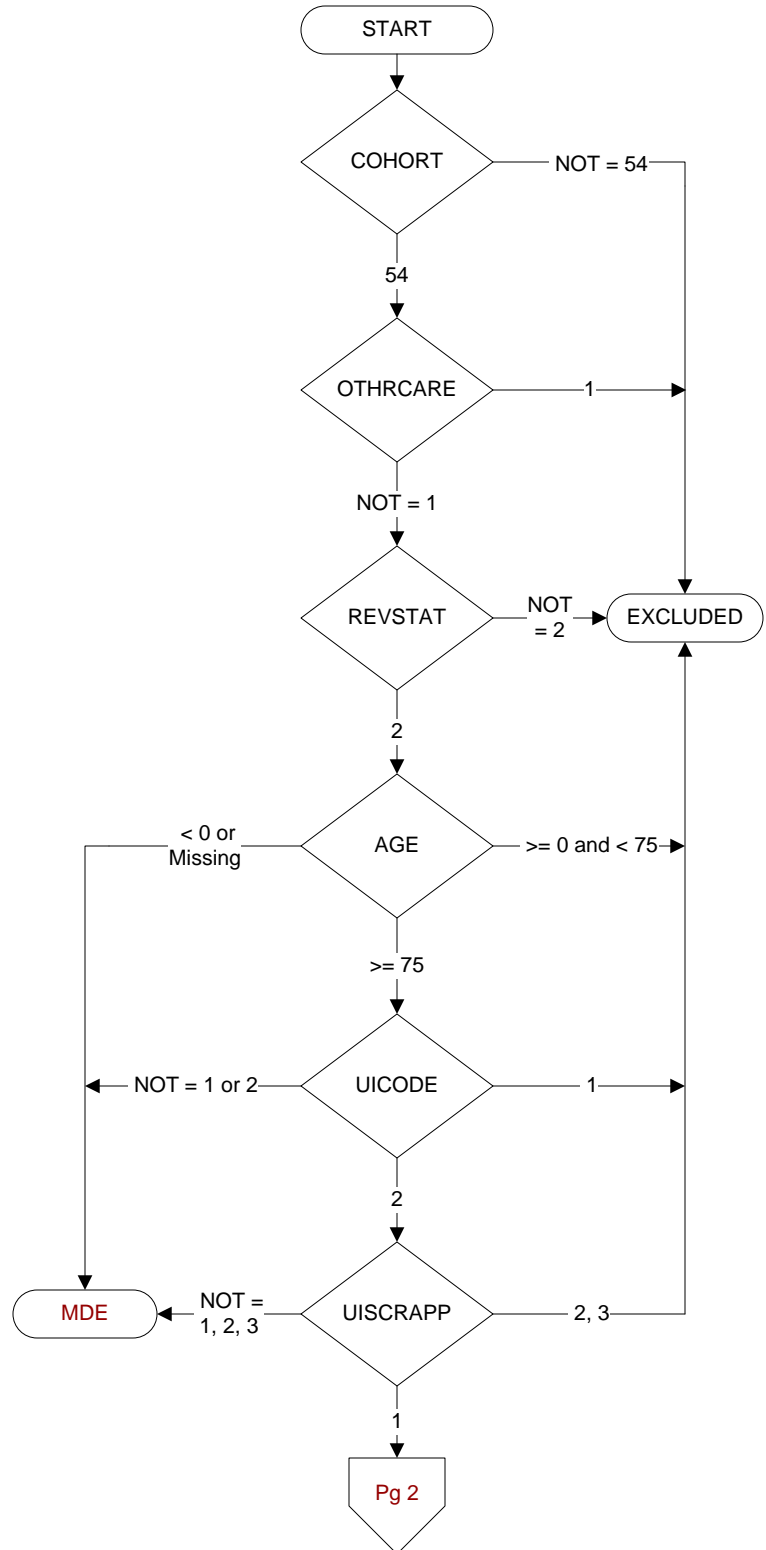 START
COHORT
NOT = 54
54
OTHRCARE
1
NOT = 1
REVSTAT
NOT
= 2
EXCLUDED
2
< 0 or
Missing
AGE
>= 0 and < 75
>= 75
NOT = 1 or 2
UICODE
1
2
MDE
NOT =
1, 2, 3
UISCRAPP
2, 3
1
Pg 2